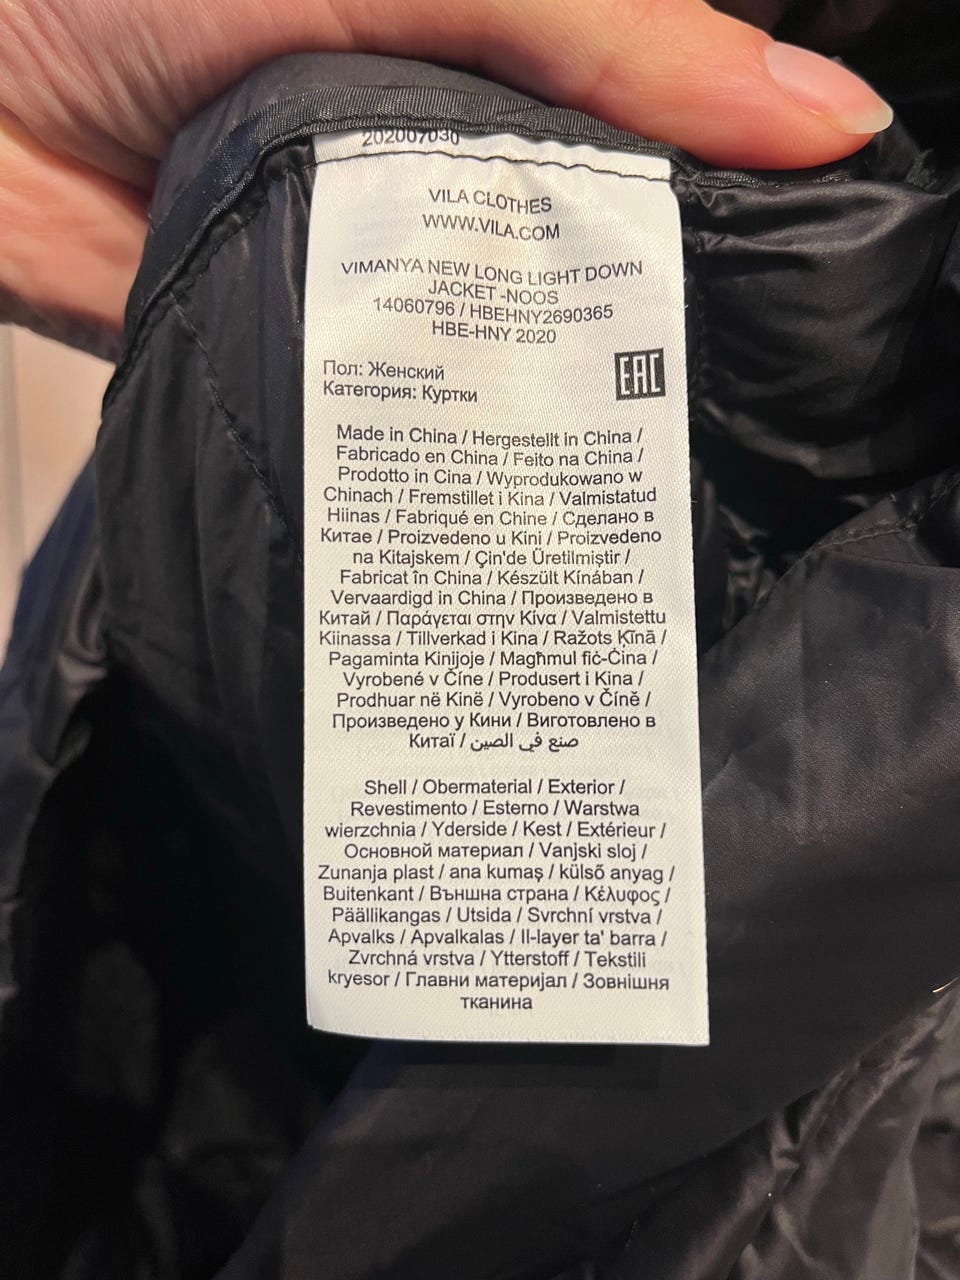 202007030
VILA CLOTHES
WWW.VILA.COM
VIMANYA NEW LONG LIGHT DOWN
JACKET -NOOS
14060796 / HBEHNY2690365
HBE-HNY 2020
Пол: Женский
Категория: Куртки
EAC
Made in China / Hergestellt in China /
Fabricado en China / Feito na China /
Prodotto in Cina / Wyprodukowano w
Chinach / Fremstillet i Kina / Valmistatud
Hiinas / Fabriqué en Chine / Сделано в
Китае / Proizvedeno u Kini / Proizvedeno
na Kitajskem / Çin'de Üretilmiştir /
Fabricat în China / Készült Kínában /
Vervaardigd in China / Произведено в
Китай / Παράγεται στην Κίνα / Valmistettu
Kiinassa / Tillverkad i Kina / Ražots Ķīnā /
Pagaminta Kinijoje / Magħmul fiċ-Ċina /
Vyrobené v Číne / Produsert i Kina /
Prodhuar në Kinë / Vyrobeno v Číně /
Произведено у Кини / Виготовлено в
Китаї / صنع في الصين
Shell / Obermaterial / Exterior /
Revestimento / Esterno / Warstwa
wierzchnia / Yderside / Kest / Extérieur /
Основной материал / Vanjski sloj /
Zunanja plast / ana kumaş / külső anyag /
Buitenkant / Външна страна / Κέλυφος /
Päällikangas / Utsida / Svrchní vrstva /
Apvalks / Apvalkalas / Il-layer ta' barra /
Zvrchná vrstva / Ytterstoff / Tekstili
kryesor / Главни материјал / Зовнішня
тканина